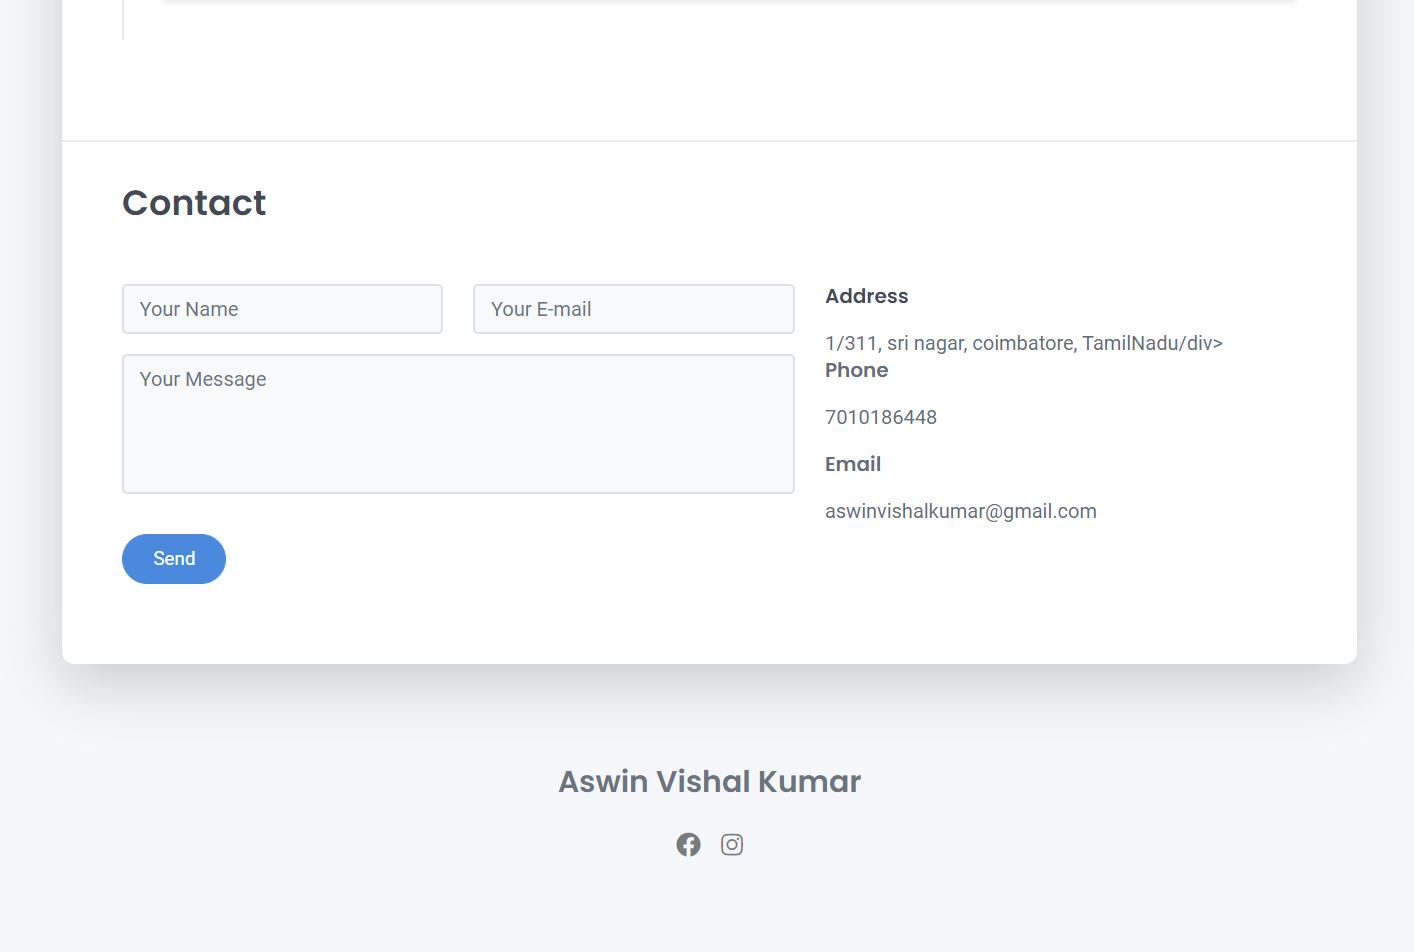 Contact
Your Name
Your E-mail
Your Message
Send
Address
1/311, sri nagar, coimbatore, TamilNadu/div>
Phone
7010186448
Email
aswinvishalkumar@gmail.com
Aswin Vishal Kumar